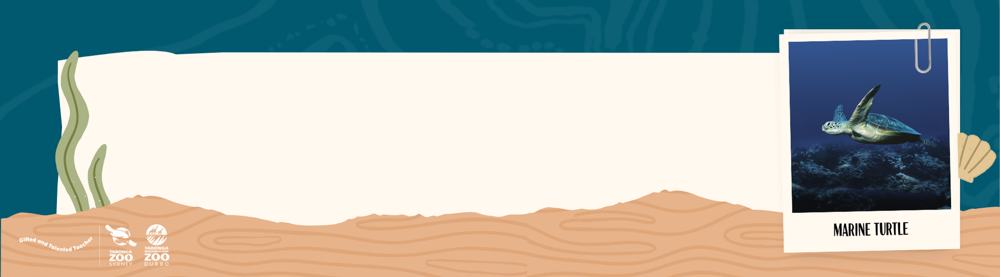 MARINE TURTLE
Gifted and Talented Teacher
TARONGA
ZOO
SYDNEY
TARONGA
WESTERN PLAINS
ZOO
DUBBO